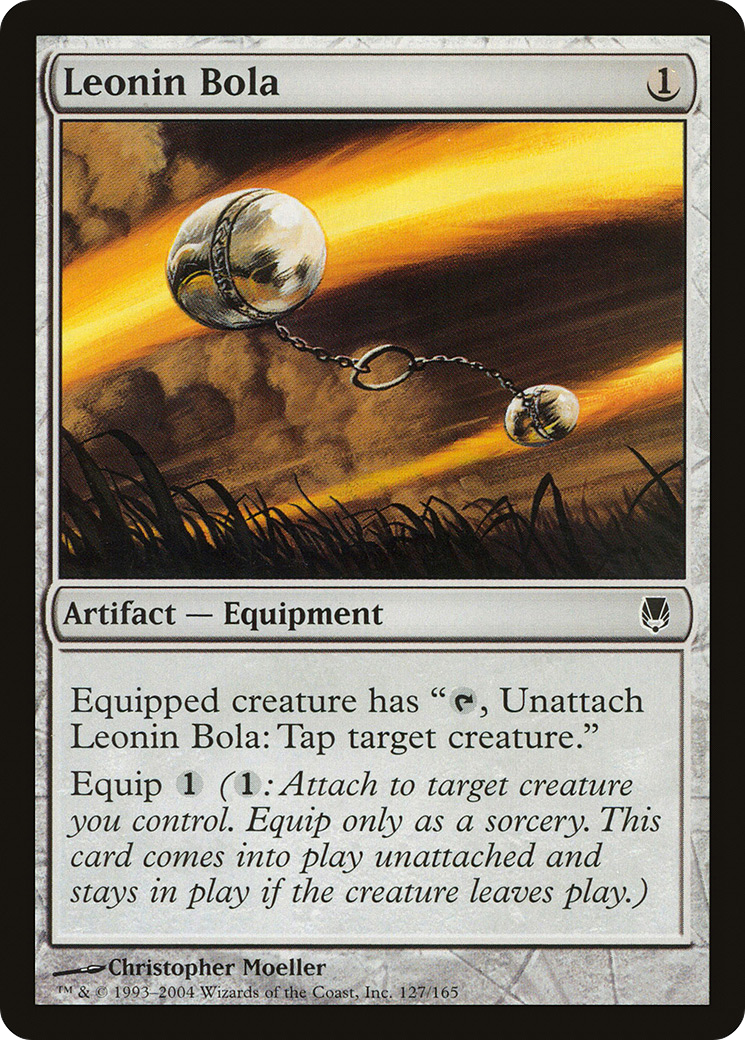 Leonin Bola 1
Artifact — Equipment
Equipped creature has “, Unattach
Leonin Bola: Tap target creature.”
Equip 1 (1: Attach to target creature
you control. Equip only as a sorcery. This
card comes into play unattached and
stays in play if the creature leaves play.)
Christopher Moeller
™ & © 1993–2004 Wizards of the Coast, Inc. 127/165